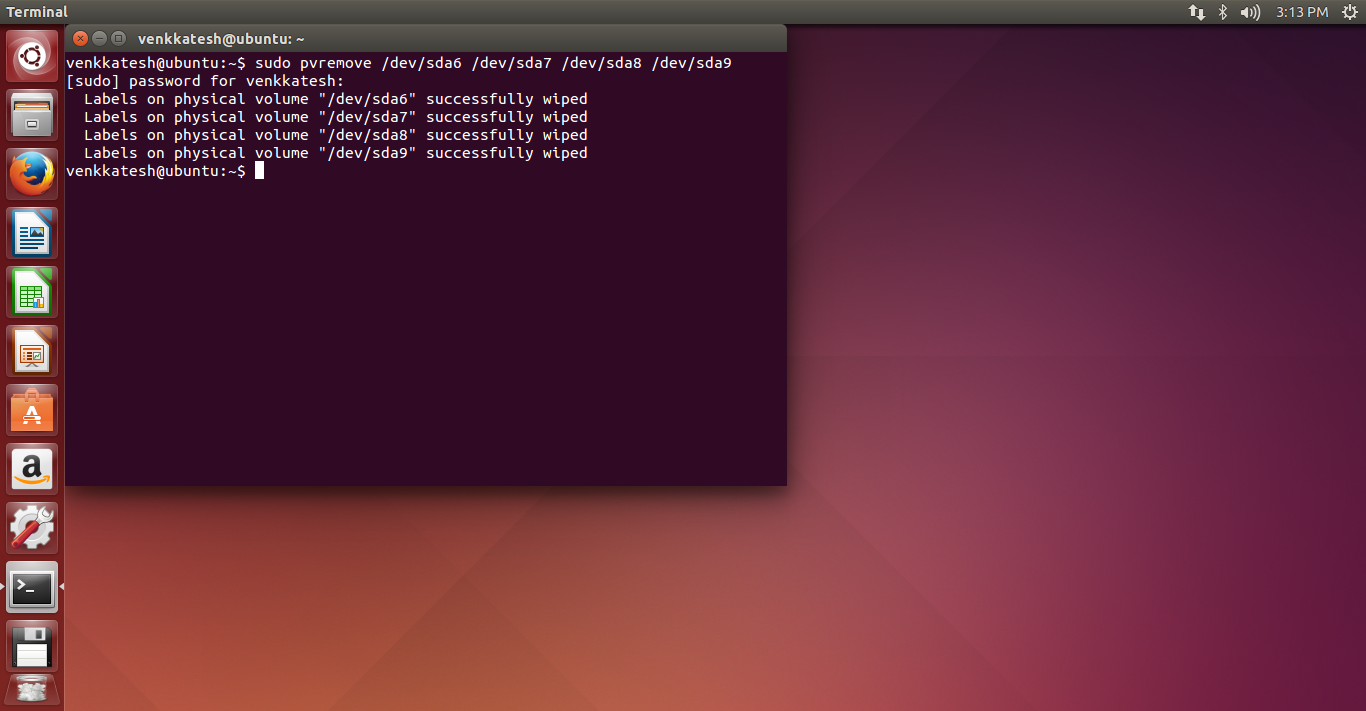 Terminal
3:13 PM
venkkatesh@ubuntu: ~
venkkatesh@ubuntu:~$ sudo pvremove /dev/sda6 /dev/sda7 /dev/sda8 /dev/sda9
[sudo] password for venkkatesh:
Labels on physical volume "/dev/sda6" successfully wiped
Labels on physical volume "/dev/sda7" successfully wiped
Labels on physical volume "/dev/sda8" successfully wiped
Labels on physical volume "/dev/sda9" successfully wiped
venkkatesh@ubuntu:~$